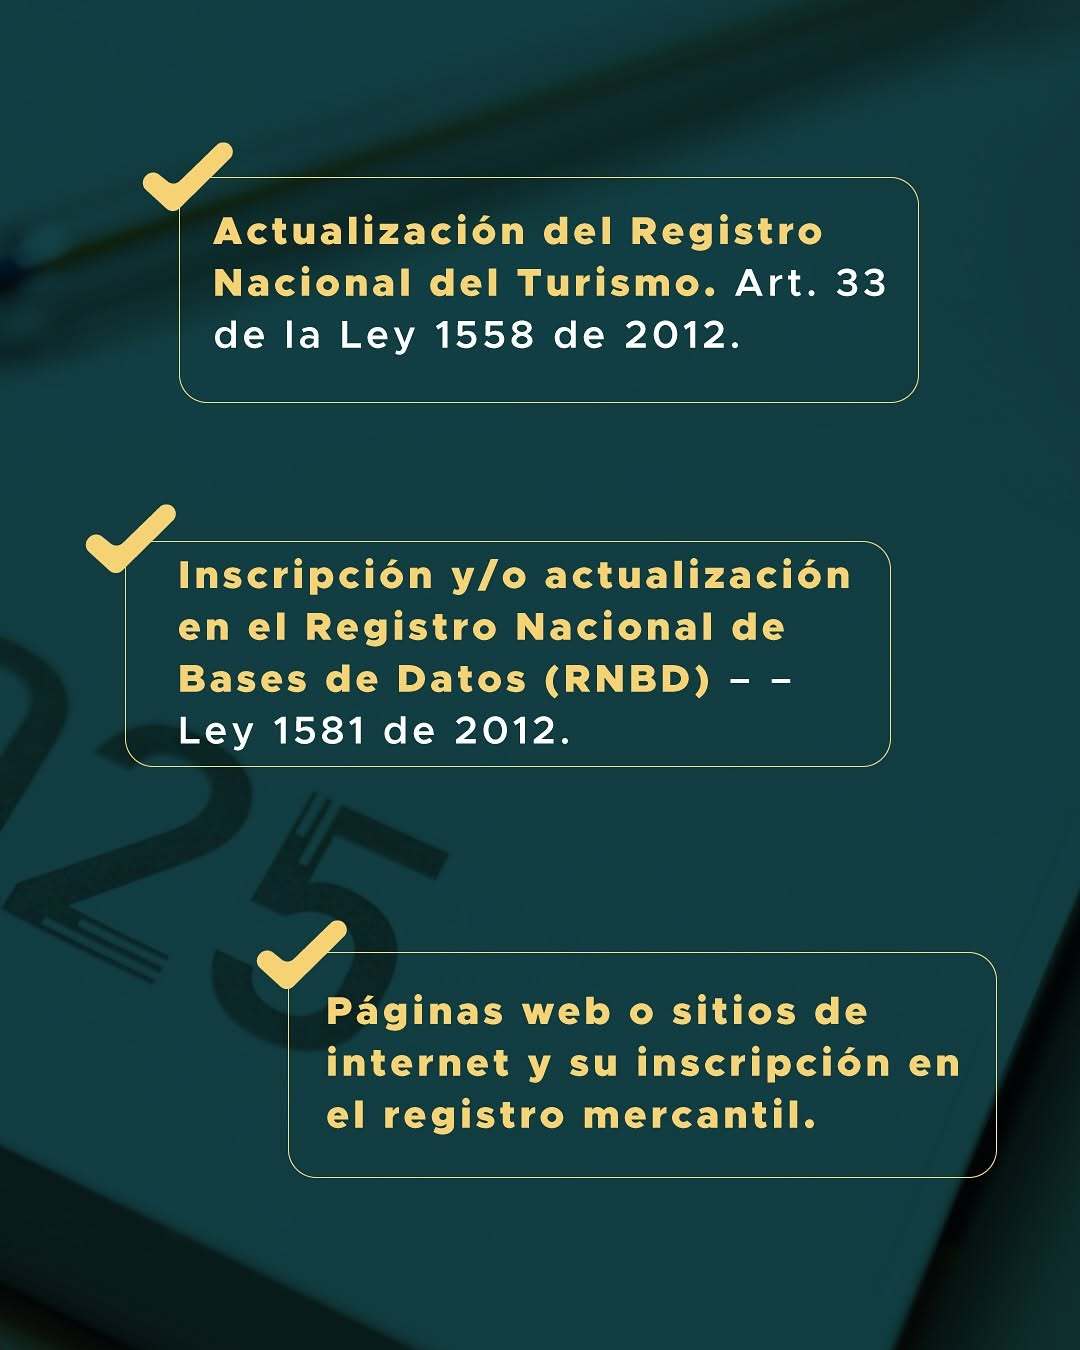 Actualización del Registro
Nacional del Turismo. Art. 33
de la Ley 1558 de 2012.
Inscripción y/o actualización
en el Registro Nacional de
Bases de Datos (RNBD) – –
Ley 1581 de 2012.
25
Páginas web o sitios de
internet y su inscripción en
el registro mercantil.